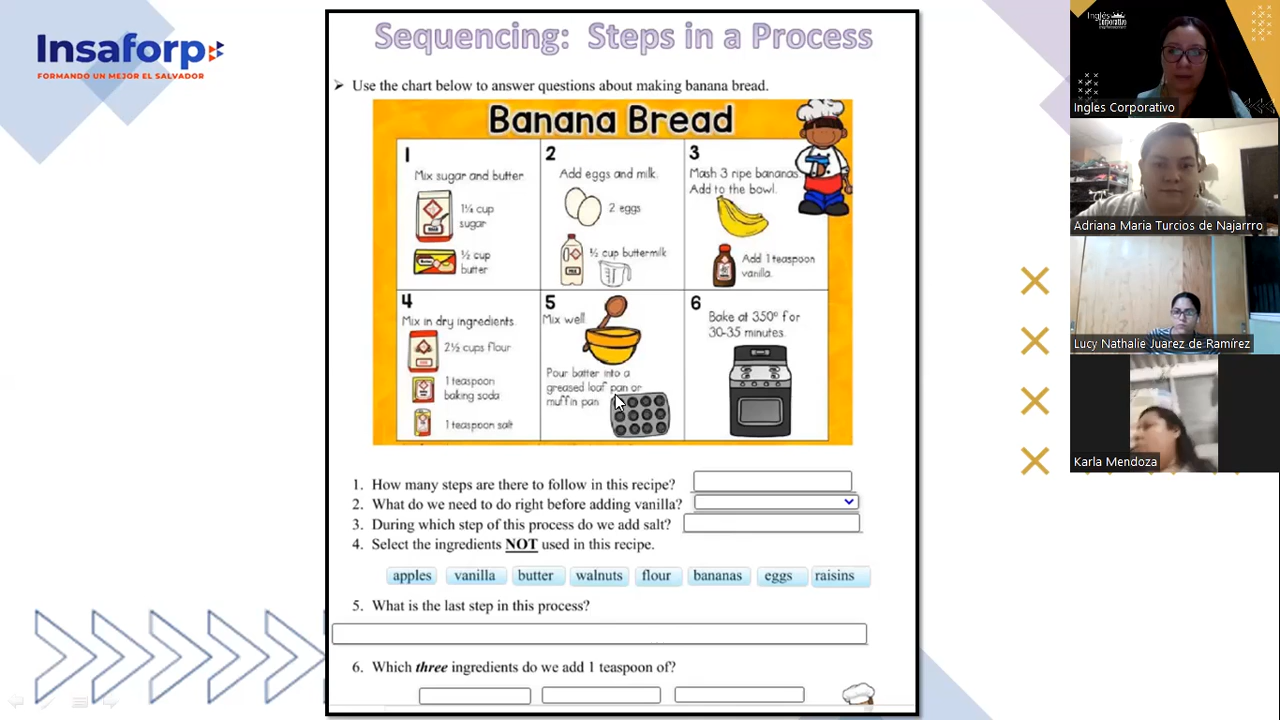 Insaforp
FORMANDO UN MEJOR EL SALVADOR
Sequencing: Steps in a Process
Use the chart below to answer questions about making banana bread.
Banana Bread
1
Mix sugar and butter
1¼ cup
sugar
½ cup
butter
2
Add eggs and milk.
2 eggs
½ cup buttermilk
3
Mash 3 ripe bananas.
Add to the bowl.
Add 1 teaspoon
vanilla.
4
Mix in dry ingredients.
2½ cups flour
1 teaspoon
baking soda
1 teaspoon salt
5
Mix well.
Pour batter into a
greased loaf pan or
muffin pan
6
Bake at 350° for
30-35 minutes.
1. How many steps are there to follow in this recipe?
2. What do we need to do right before adding vanilla?
3. During which step of this process do we add salt?
4. Select the ingredients NOT used in this recipe.
apples vanilla butter walnuts flour bananas eggs raisins
5. What is the last step in this process?
6. Which three ingredients do we add 1 teaspoon of?
Inglés
Corporativo
Ingles Corporativo
Adriana Maria Turcios de Najarrro
Lucy Nathalie Juarez de Ramírez
Karla Mendoza